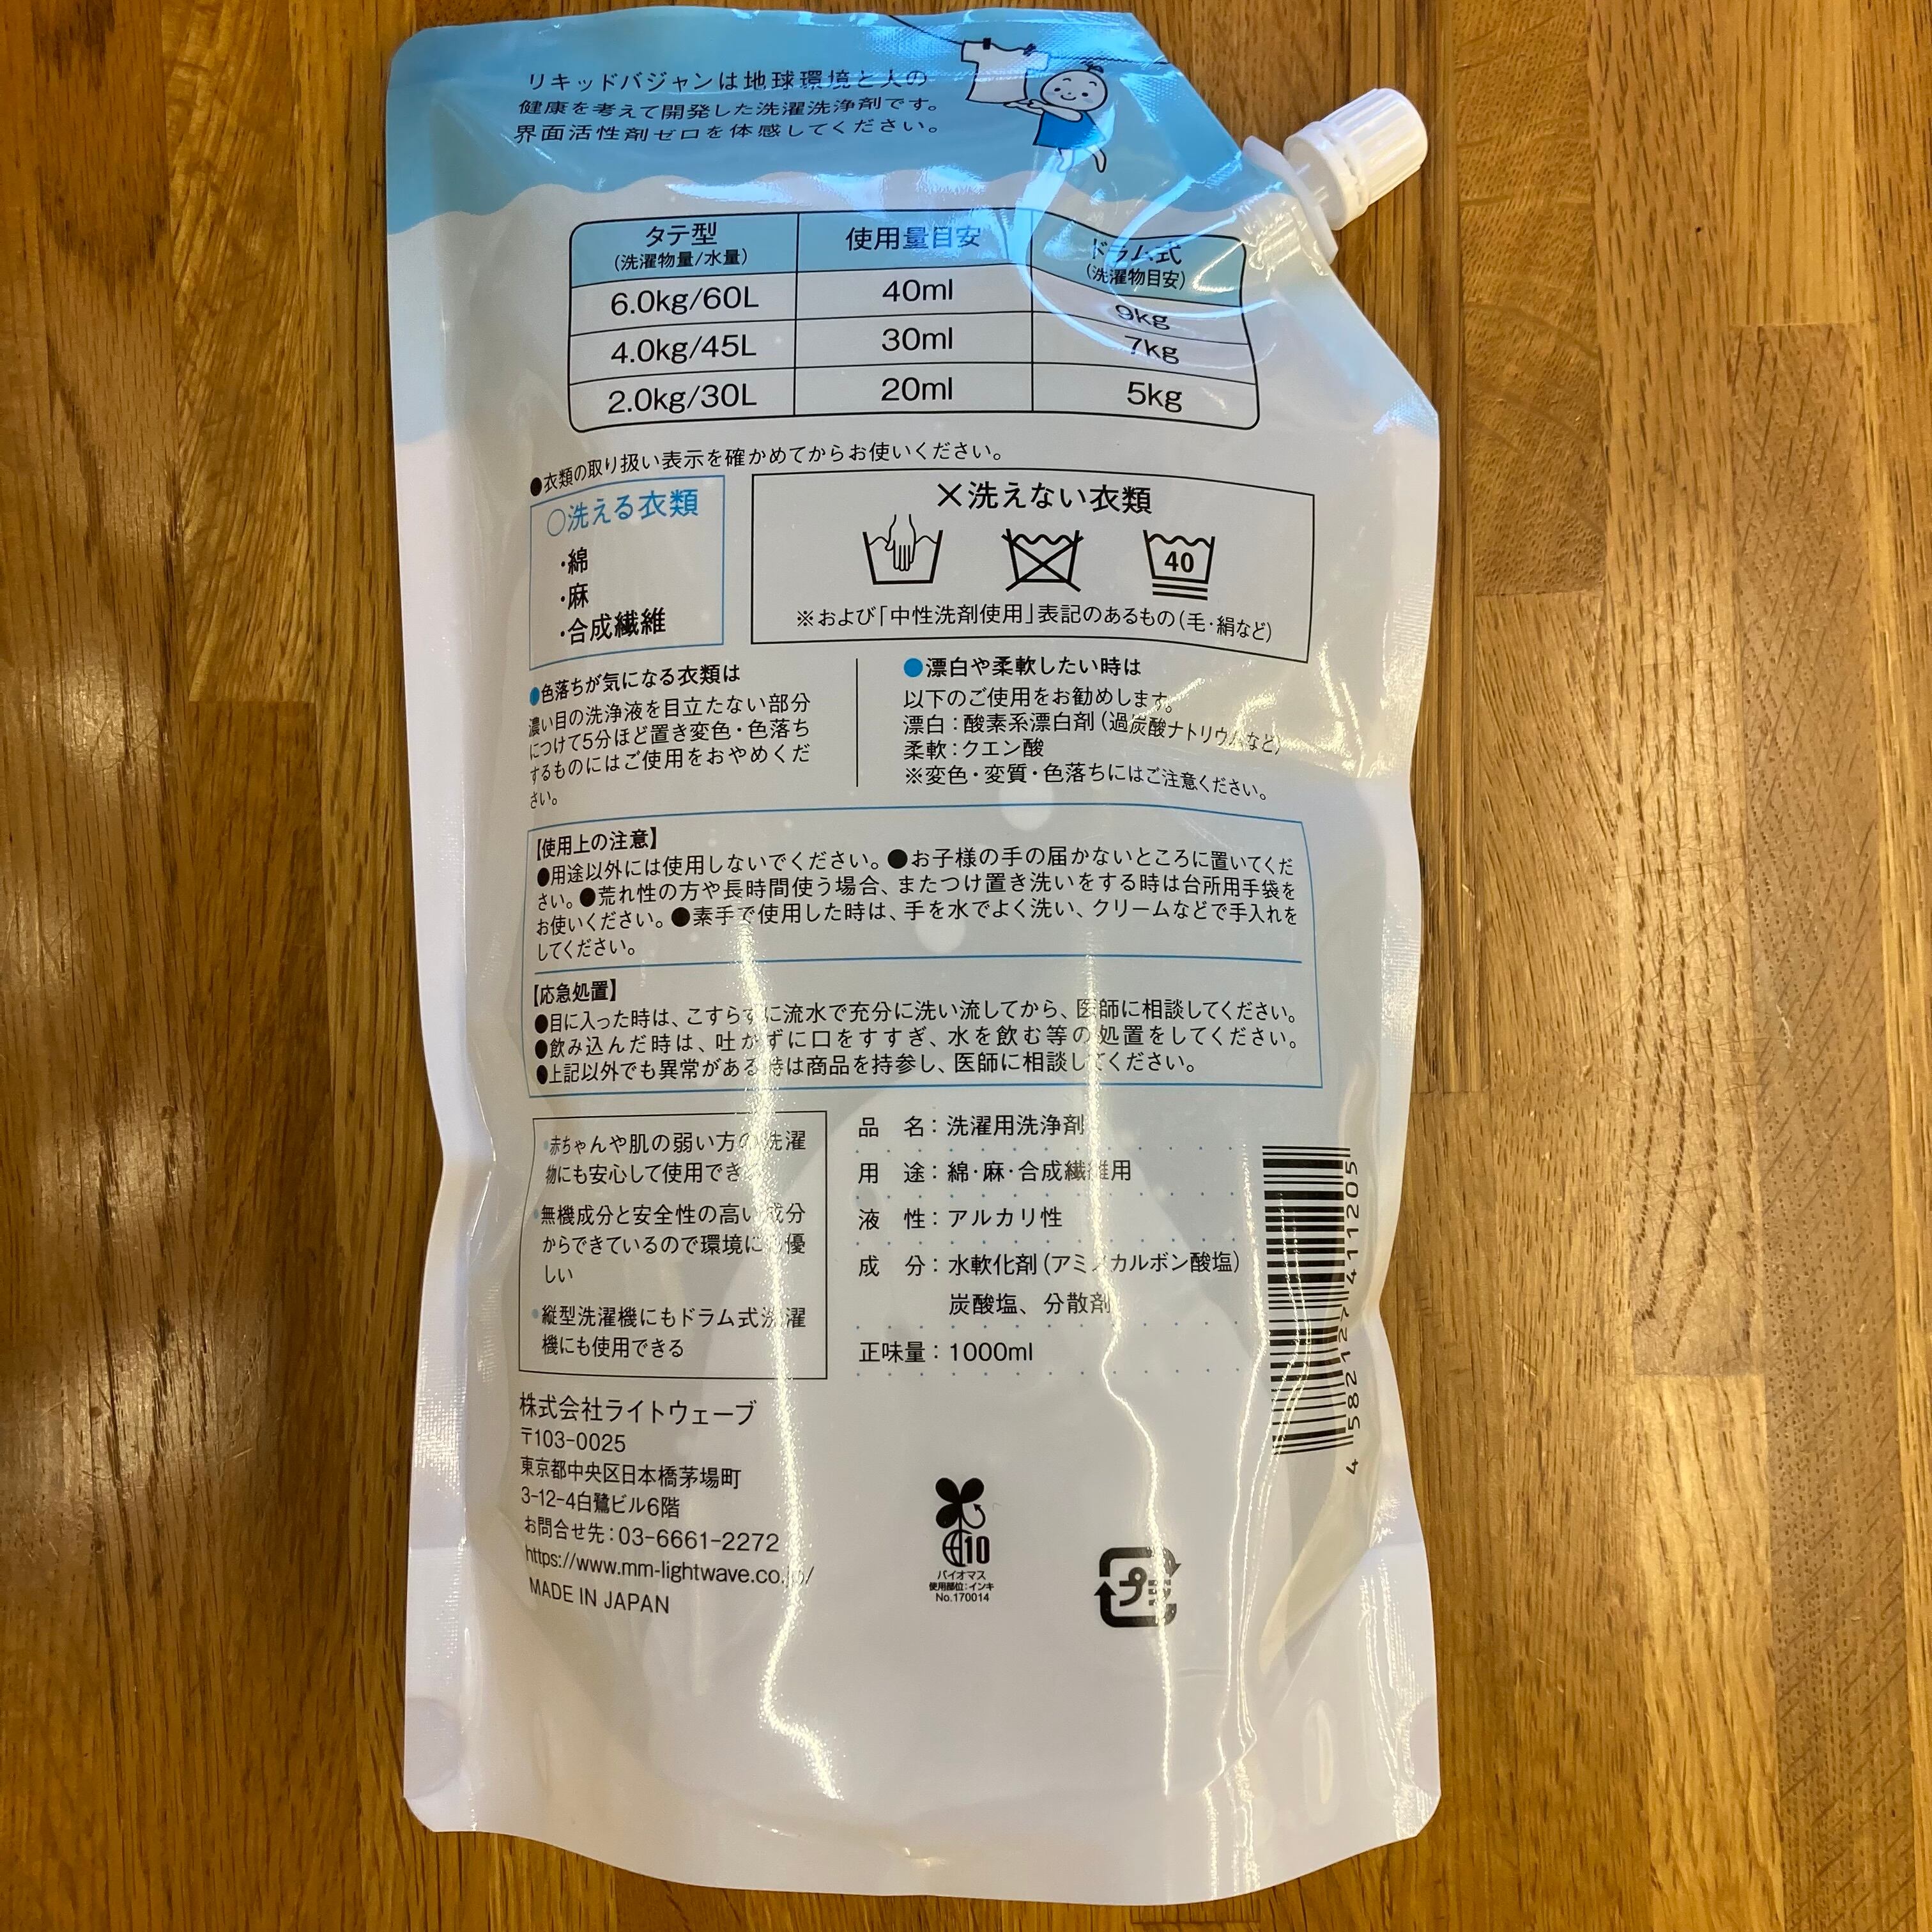 リキッドバジャンは地球環境と人の
健康を考えて開発した洗濯洗浄剤です。
界面活性剤ゼロを体感してください。
タテ型 使用量目安 ドラム式
(洗濯物量/水量) (洗濯物目安)
6.0kg/60L 40ml 9kg
4.0kg/45L 30ml 7kg
2.0kg/30L 20ml 5kg
●衣類の取り扱い表示を確かめてからお使いください。
○洗える衣類
・綿
・麻
・合成繊維
×洗えない衣類
40
※および「中性洗剤使用」表記のあるもの(毛・絹など)
●色落ちが気になる衣類は
濃い目の洗浄液を目立たない部分
につけて5分ほど置き変色・色落ち
するものにはご使用をおやめくだ
さい。
●漂白や柔軟したい時は
以下のご使用をお勧めします。
漂白:酸素系漂白剤(過炭酸ナトリウムなど)
柔軟:クエン酸
※変色・変質・色落ちにはご注意ください。
【使用上の注意】
●用途以外には使用しないでください。●お子様の手の届かないところに置いてくだ
さい。●荒れ性の方や長時間使う場合、またつけ置き洗いをする時は台所用手袋を
お使いください。●素手で使用した時は、手を水でよく洗い、クリームなどで手入れを
してください。
【応急処置】
●目に入った時は、こすらずに流水で充分に洗い流してから、医師に相談してください。
●飲み込んだ時は、吐かずに口をすすぎ、水を飲む等の処置をしてください。
●上記以外でも異常がある時は商品を持参し、医師に相談してください。
●赤ちゃんや肌の弱い方の洗濯
物にも安心して使用できる
●無機成分と安全性の高い成分
からできているので環境にも優
しい
●縦型洗濯機にもドラム式洗濯
機にも使用できる
品 名:洗濯用洗浄剤
用 途:綿・麻・合成繊維用
液 性:アルカリ性
成 分:水軟化剤(アミノカルボン酸塩)
炭酸塩、分散剤
正味量:1000ml
4582127411205
株式会社ライトウェーブ
〒103-0025
東京都中央区日本橋茅場町
3-12-4白鷺ビル6階
お問合せ先:03-6661-2272
https://www.mm-lightwave.co.jp/
MADE IN JAPAN
10
バイオマス
使用部位:インキ
No.170014
プラ